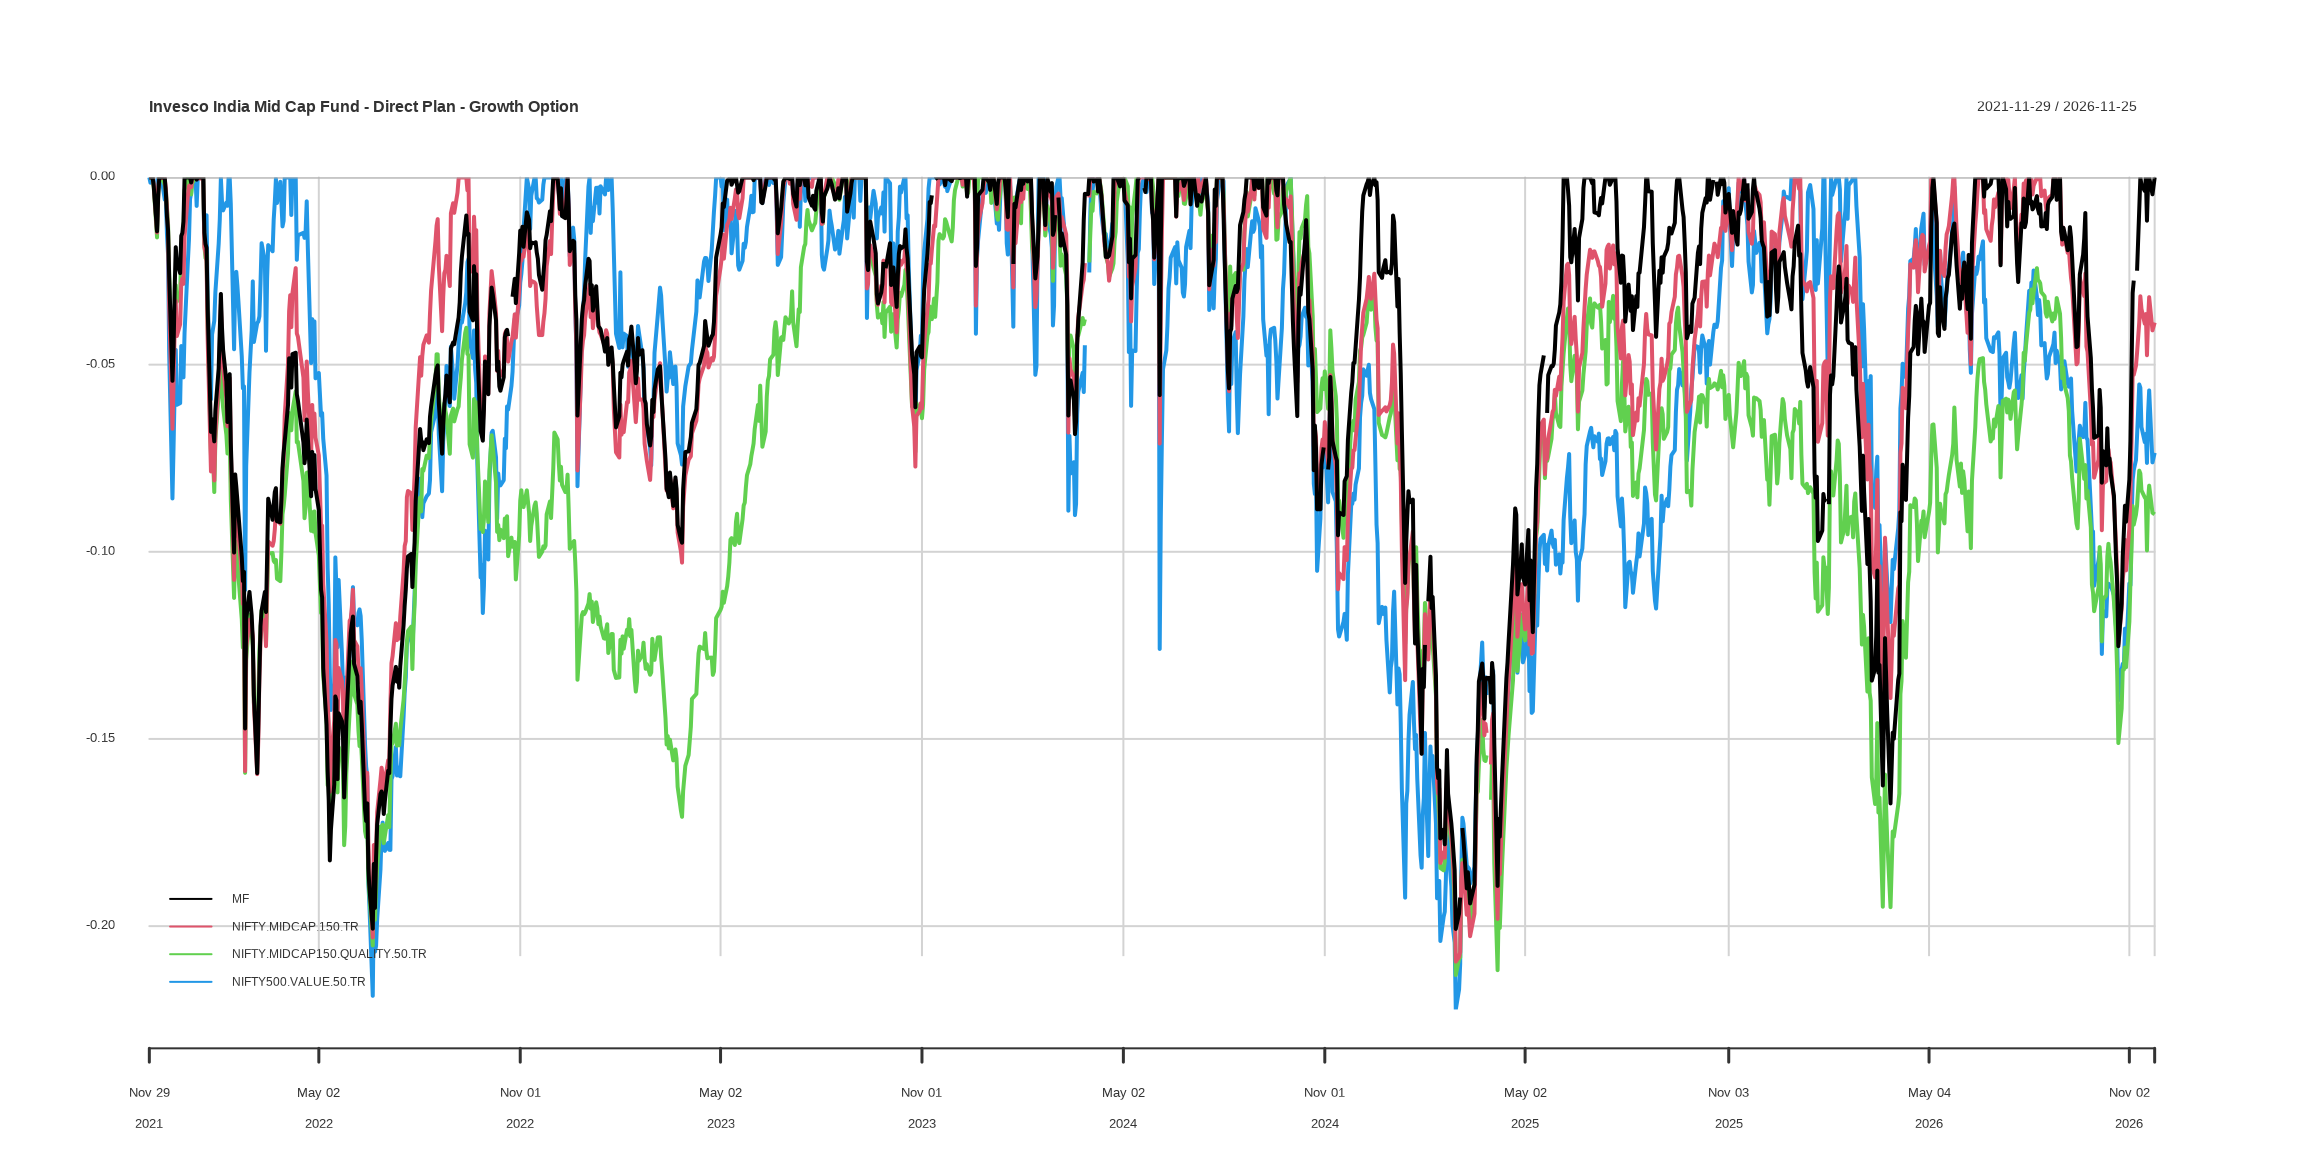 Invesco India Mid Cap Fund - Direct Plan - Growth Option
2021-11-29 / 2026-11-25
0.00
-0.05
-0.10
-0.15
-0.20
MF
NIFTY.MIDCAP.150.TR
NIFTY.MIDCAP150.QUALITY.50.TR
NIFTY500.VALUE.50.TR
Nov 29 May 02 Nov 01 May 02 Nov 01 May 02 Nov 01 May 02 Nov 03 May 04 Nov 02
2021 2022 2022 2023 2023 2024 2024 2025 2025 2026 2026